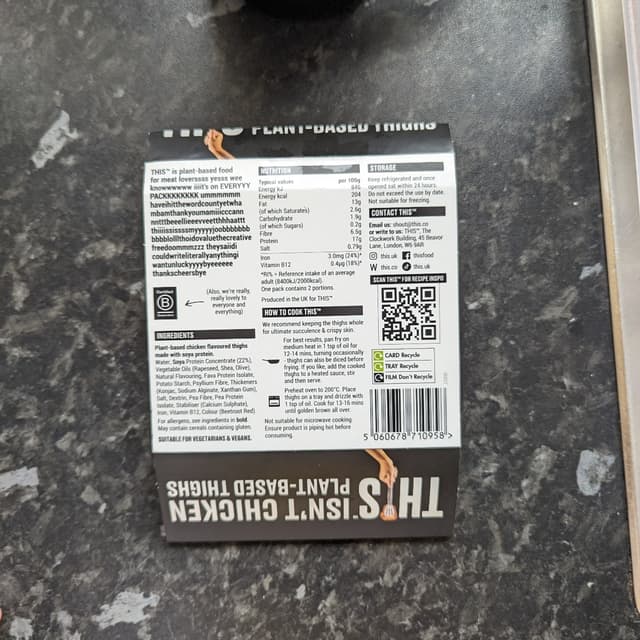 PLANT-BASED THIGHS
THIS™ is plant-based food
for meat loverssss yesss wee
knowwwwww iiiit's on EVERYYY
PACKKKKKKKK ummmmmm
haveihitthewordcountyetwha
mbamthankyoumamiiicccann
nntttbeeelieeevveettthhhaattt
thiiiississsssmyyyyyjoobbbbbb
bbbblollIthoidovaluethecreative
freedoommmzzz theysaiidi
couldwriteliterallyanythingi
wantunluckyyybyeeeeee
thankscheersbye
Certified
B
Corporation
(Also, we're really,
really lovely to
everyone and
everything)
INGREDIENTS
Plant-based chicken flavoured thighs
made with soya protein.
Water, Soya Protein Concentrate (22%),
Vegetable Oils (Rapeseed, Shea, Olive),
Natural Flavouring, Fava Protein Isolate,
Potato Starch, Psyllium Fibre, Thickeners
(Konjac, Sodium Alginate, Xanthan Gum),
Salt, Dextrin, Pea Fibre, Pea Protein
Isolate, Stabiliser (Calcium Sulphate),
Iron, Vitamin B12, Colour (Beetroot Red)
For allergens, see ingredients in bold.
May contain cereals containing gluten.
SUITABLE FOR VEGETARIANS & VEGANS.
NUTRITION
Typical values per 100g
Energy kJ 846
Energy kcal 204
Fat 13g
(of which Saturates) 2.6g
Carbohydrate 1.9g
(of which Sugars) 0.2g
Fibre 6.5g
Protein 17g
Salt 0.79g
Iron 3.0mg (24%)*
Vitamin B12 0.4µg (18%)*
*RI% = Reference intake of an average
adult (8400kJ/2000kcal).
One pack contains 2 portions.
Produced in the UK for THIS™
HOW TO COOK THIS™
We recommend keeping the thighs whole
for ultimate succulence & crispy skin.
For best results, pan fry on
medium heat in 1 tsp of oil for
12-14 mins, turning occasionally
- thighs can also be diced before
frying. If you like, add the cooked
thighs to a heated sauce, stir
and then serve.
Preheat oven to 200°C. Place
thighs on a tray and drizzle with
1 tsp of oil. Cook for 13-15 mins
until golden brown all over.
Not suitable for microwave cooking.
Ensure product is piping hot before
consuming.
STORAGE
Keep refrigerated and once
opened eat within 24 hours.
Do not exceed the use by date.
Not suitable for freezing.
CONTACT THIS™
Email us: shout@this.co
or write to us: THIS™, The
Clockwork Building, 45 Beavor
Lane, London, W6 9AR
this.uk thisfood
this.co this.uk
SCAN THIS™ FOR RECIPE INSPO
CARD Recycle
TRAY Recycle
FILM Don't Recycle
5 060678 710958 >
THIS™ ISN'T CHICKEN
PLANT-BASED THIGHS